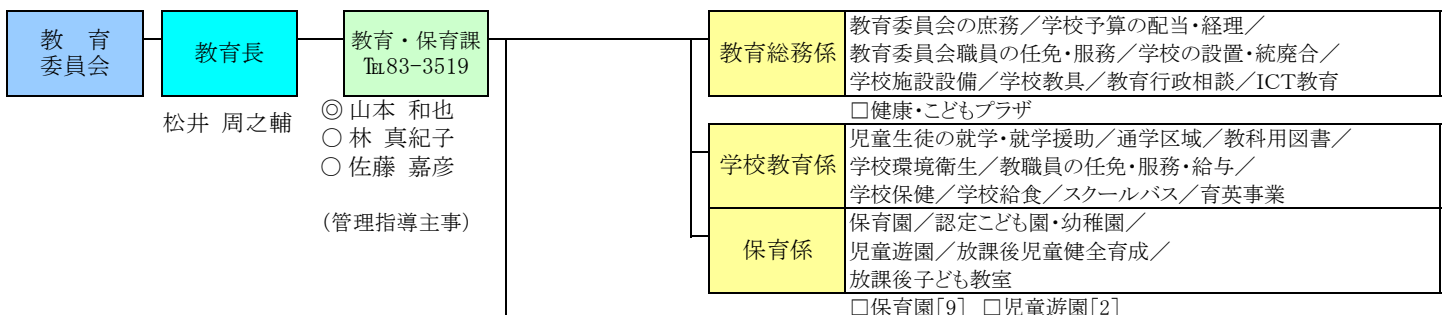 教 育
委員会
教育長
松井 周之輔
教育・保育課
℡83-3519
◎ 山本 和也
○ 林 真紀子
○ 佐藤 嘉彦
(管理指導主事)
教育総務係
教育委員会の庶務／学校予算の配当・経理／
教育委員会職員の任免・服務／学校の設置・統廃合／
学校施設設備／学校教具／教育行政相談／ICT教育
□健康・こどもプラザ
学校教育係
児童生徒の就学・就学援助／通学区域／教科用図書／
学校環境衛生／教職員の任免・服務・給与／
学校保健／学校給食／スクールバス／育英事業
保育係
保育園／認定こども園・幼稚園／
児童遊園／放課後児童健全育成／
放課後子ども教室
□保育園[9] □児童遊園[2]